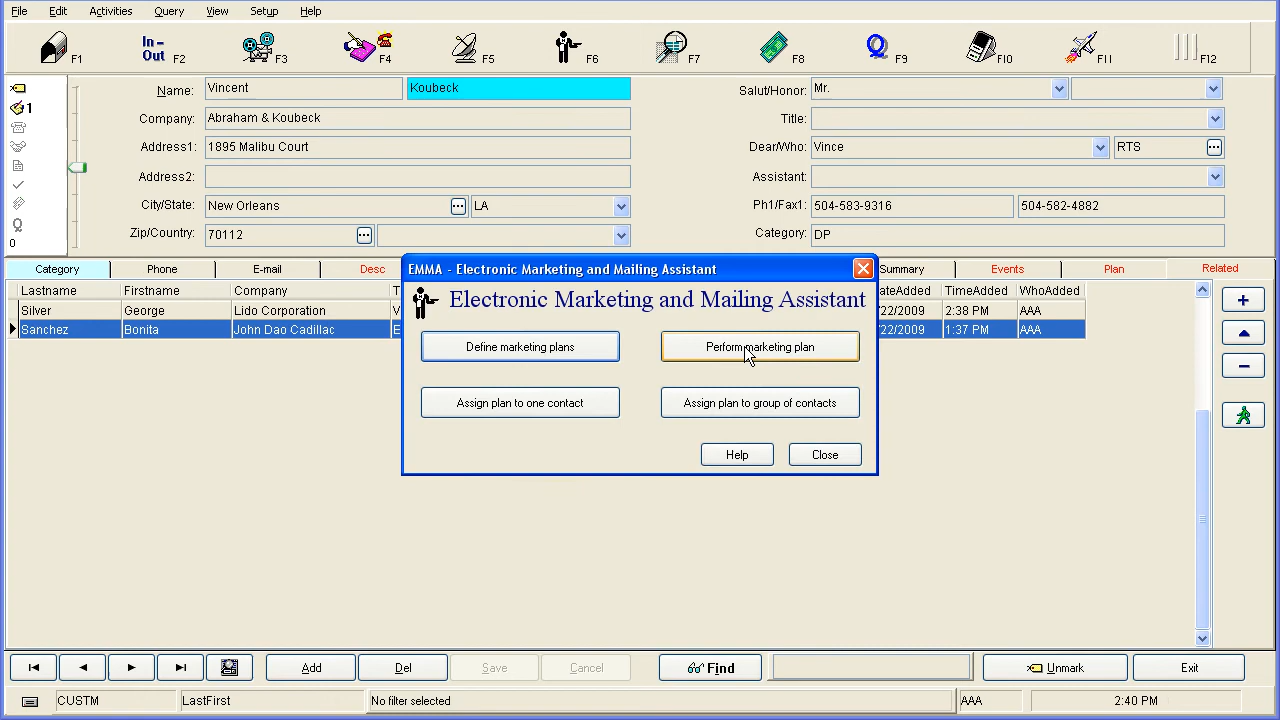 File Edit Activities Query View Setup Help
F1 In-Out F2 F3 F4 F5 F6 F7 F8 F9 F10 F11 F12
Name: Vincent Koubeck Salut/Honor: Mr.
1 Company: Abraham & Koubeck Title:
Address1: 1895 Malibu Court Dear/Who: Vince RTS
Address2: Assistant:
City/State: New Orleans LA Ph1/Fax1: 504-583-9316 504-582-4882
0 Zip/Country: 70112 Category: DP
Category Phone E-mail Desc Summary Events Plan Related
EMMA - Electronic Marketing and Mailing Assistant
Lastname Firstname Company TimeAdded WhoAdded
Electronic Marketing and Mailing Assistant
Silver George Lido Corporation 2:38 PM AAA
Sanchez Bonita John Dao Cadillac 1:37 PM AAA
Define marketing plans Perform marketing plan
Assign plan to one contact Assign plan to group of contacts
Help Close
Add Del Save Cancel Find Unmark Exit
CUSTM LastFirst No filter selected AAA 2:40 PM